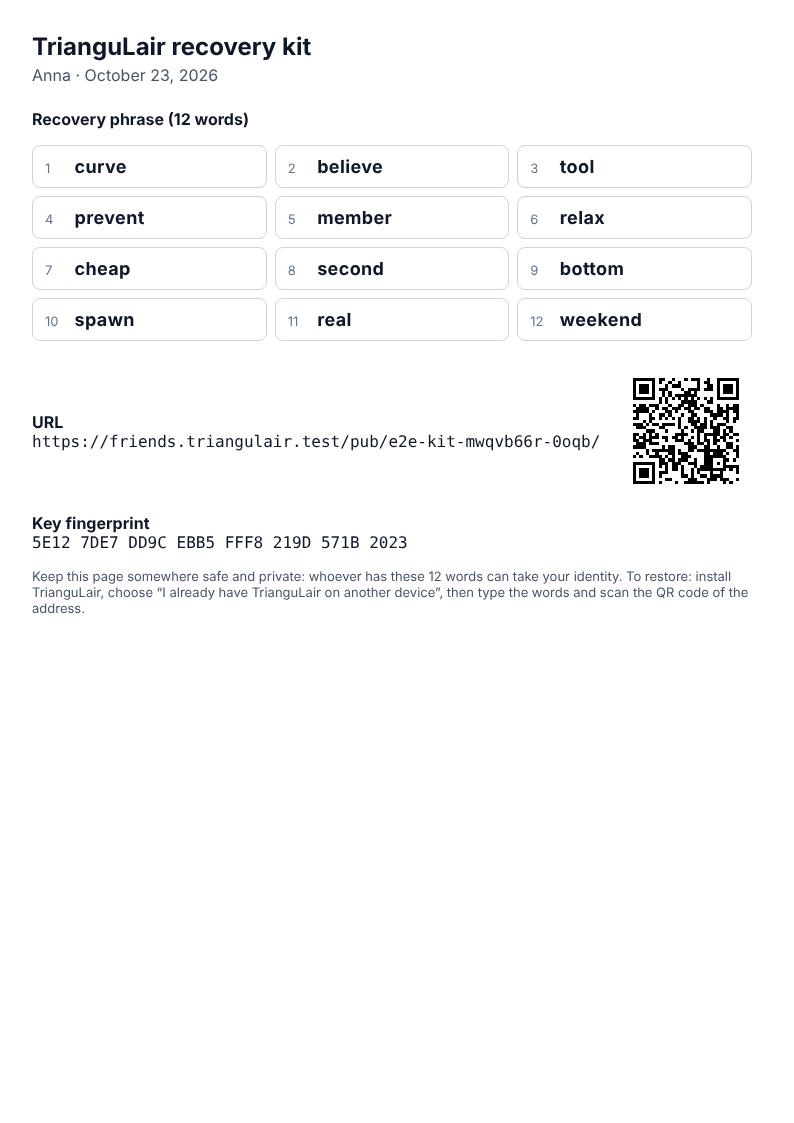 TrianguLair recovery kit
Anna · October 23, 2026
Recovery phrase (12 words)
1 curve 2 believe 3 tool
4 prevent 5 member 6 relax
7 cheap 8 second 9 bottom
10 spawn 11 real 12 weekend
URL
https://friends.triangulair.test/pub/e2e-kit-mwqvb66r-0oqb/
Key fingerprint
5E12 7DE7 DD9C EBB5 FFF8 219D 571B 2023
Keep this page somewhere safe and private: whoever has these 12 words can take your identity. To restore: install
TrianguLair, choose “I already have TrianguLair on another device”, then type the words and scan the QR code of the
address.